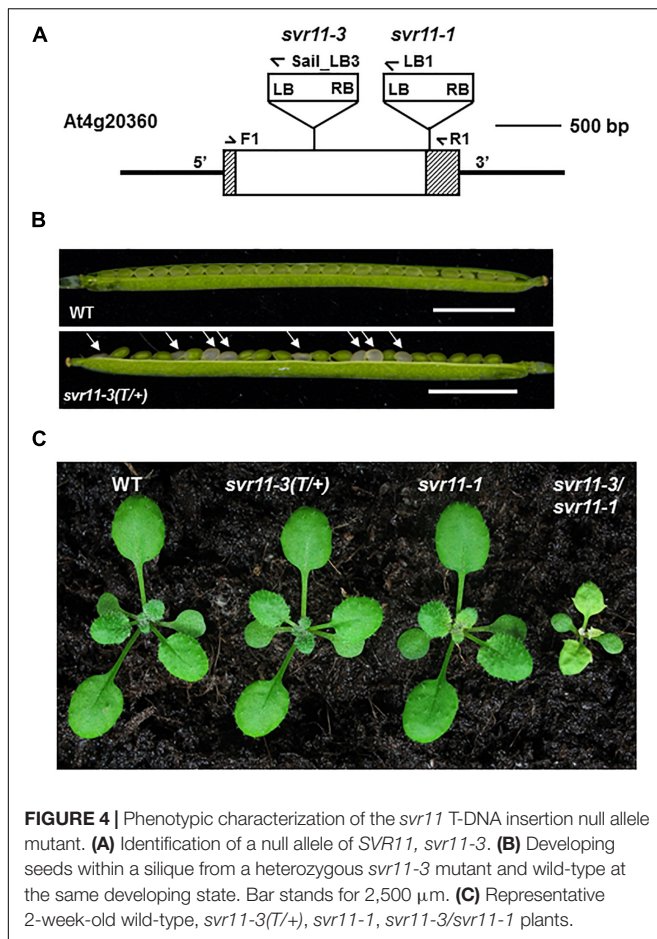 A
svr11-3 svr11-1
Sail_LB3 LB1
LB RB LB RB
At4g20360
F1 R1 500 bp
5’ 3’
B
WT
svr11-3(T/+)
C
WT svr11-3(T/+) svr11-1 svr11-3/
svr11-1
FIGURE 4 | Phenotypic characterization of the svr11 T-DNA insertion null allele
mutant. (A) Identification of a null allele of SVR11, svr11-3. (B) Developing
seeds within a silique from a heterozygous svr11-3 mutant and wild-type at
the same developing state. Bar stands for 2,500 μm. (C) Representative
2-week-old wild-type, svr11-3(T/+), svr11-1, svr11-3/svr11-1 plants.